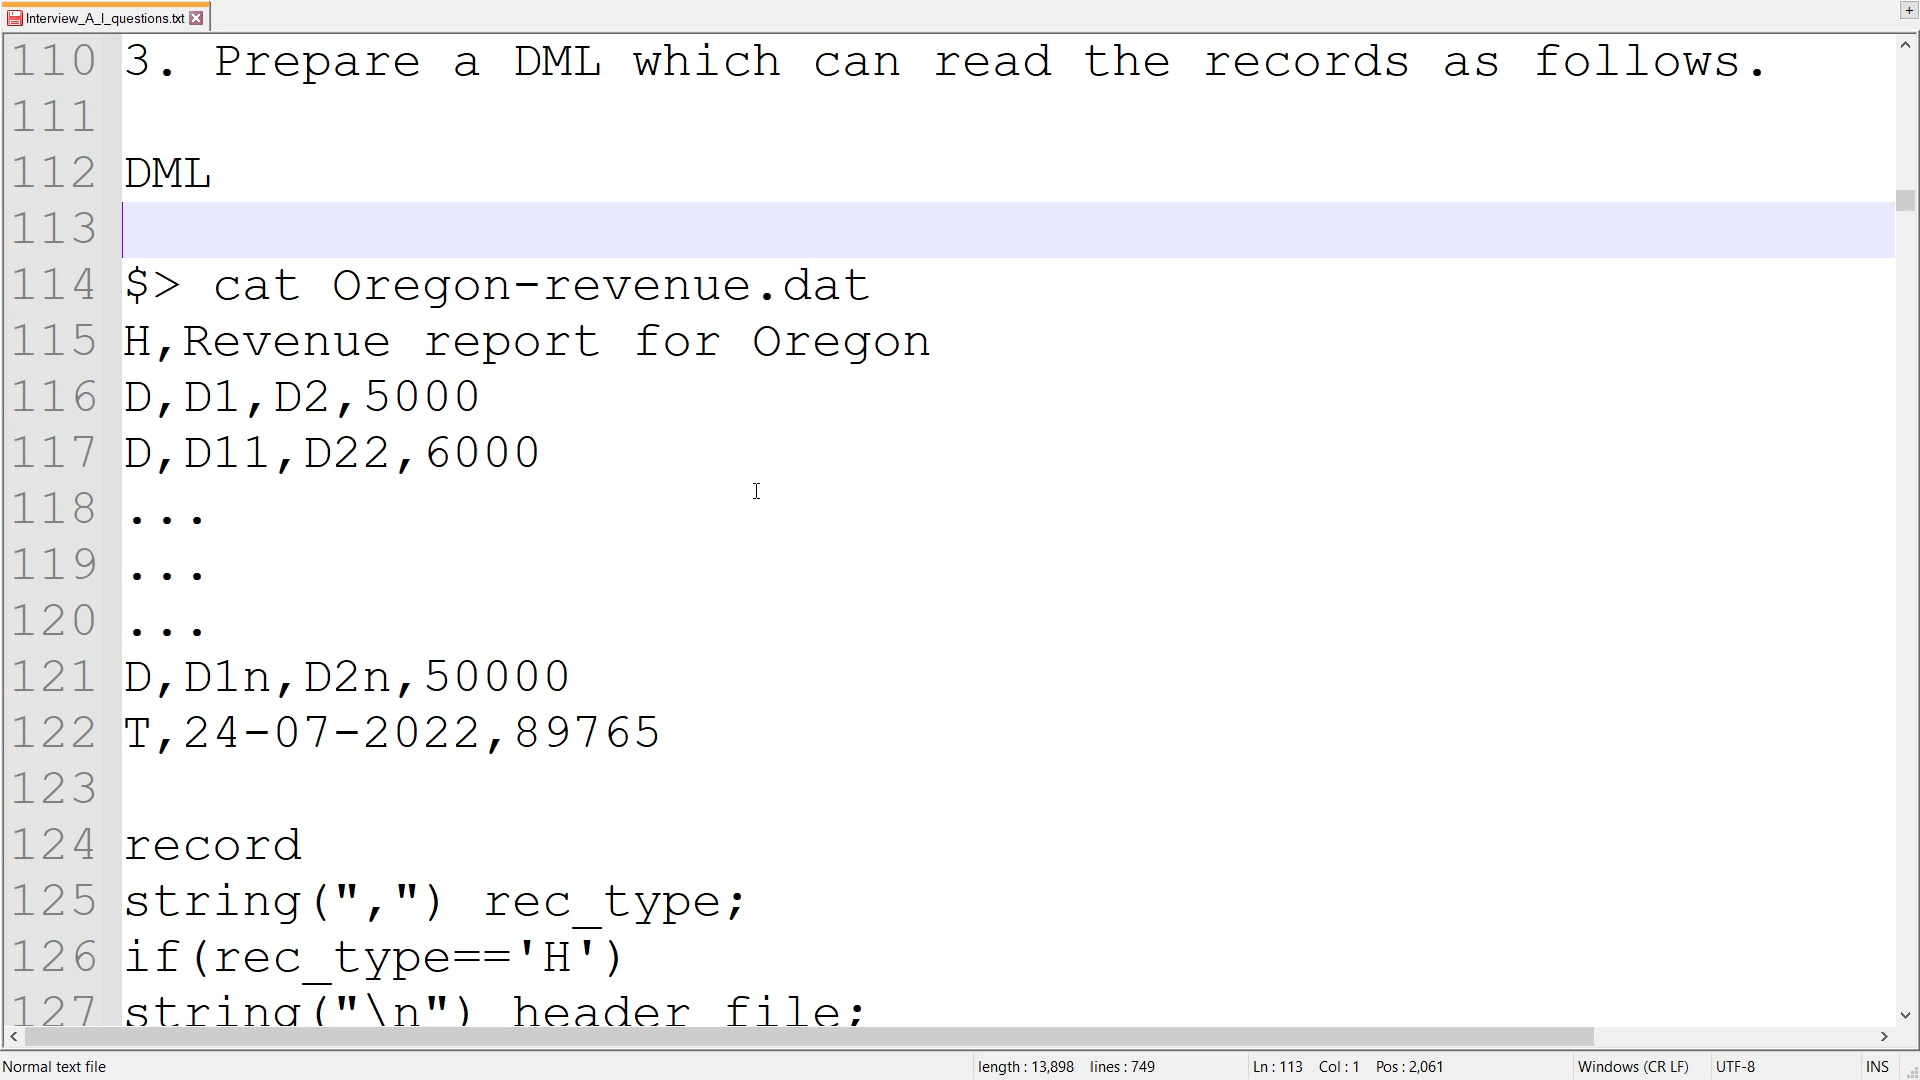 Interview_A_I_questions.txt
+
110 3. Prepare a DML which can read the records as follows.
111
112 DML
113
114 $> cat Oregon-revenue.dat
115 H,Revenue report for Oregon
116 D,D1,D2,5000
117 D,D11,D22,6000
118 ...
119 ...
120 ...
121 D,D1n,D2n,50000
122 T,24-07-2022,89765
123
124 record
125 string(",") rec_type;
126 if(rec_type=='H')
127 string("\n") header_file;
Normal text file length : 13,898 lines : 749 Ln : 113 Col : 1 Pos : 2,061 Windows (CR LF) UTF-8 INS